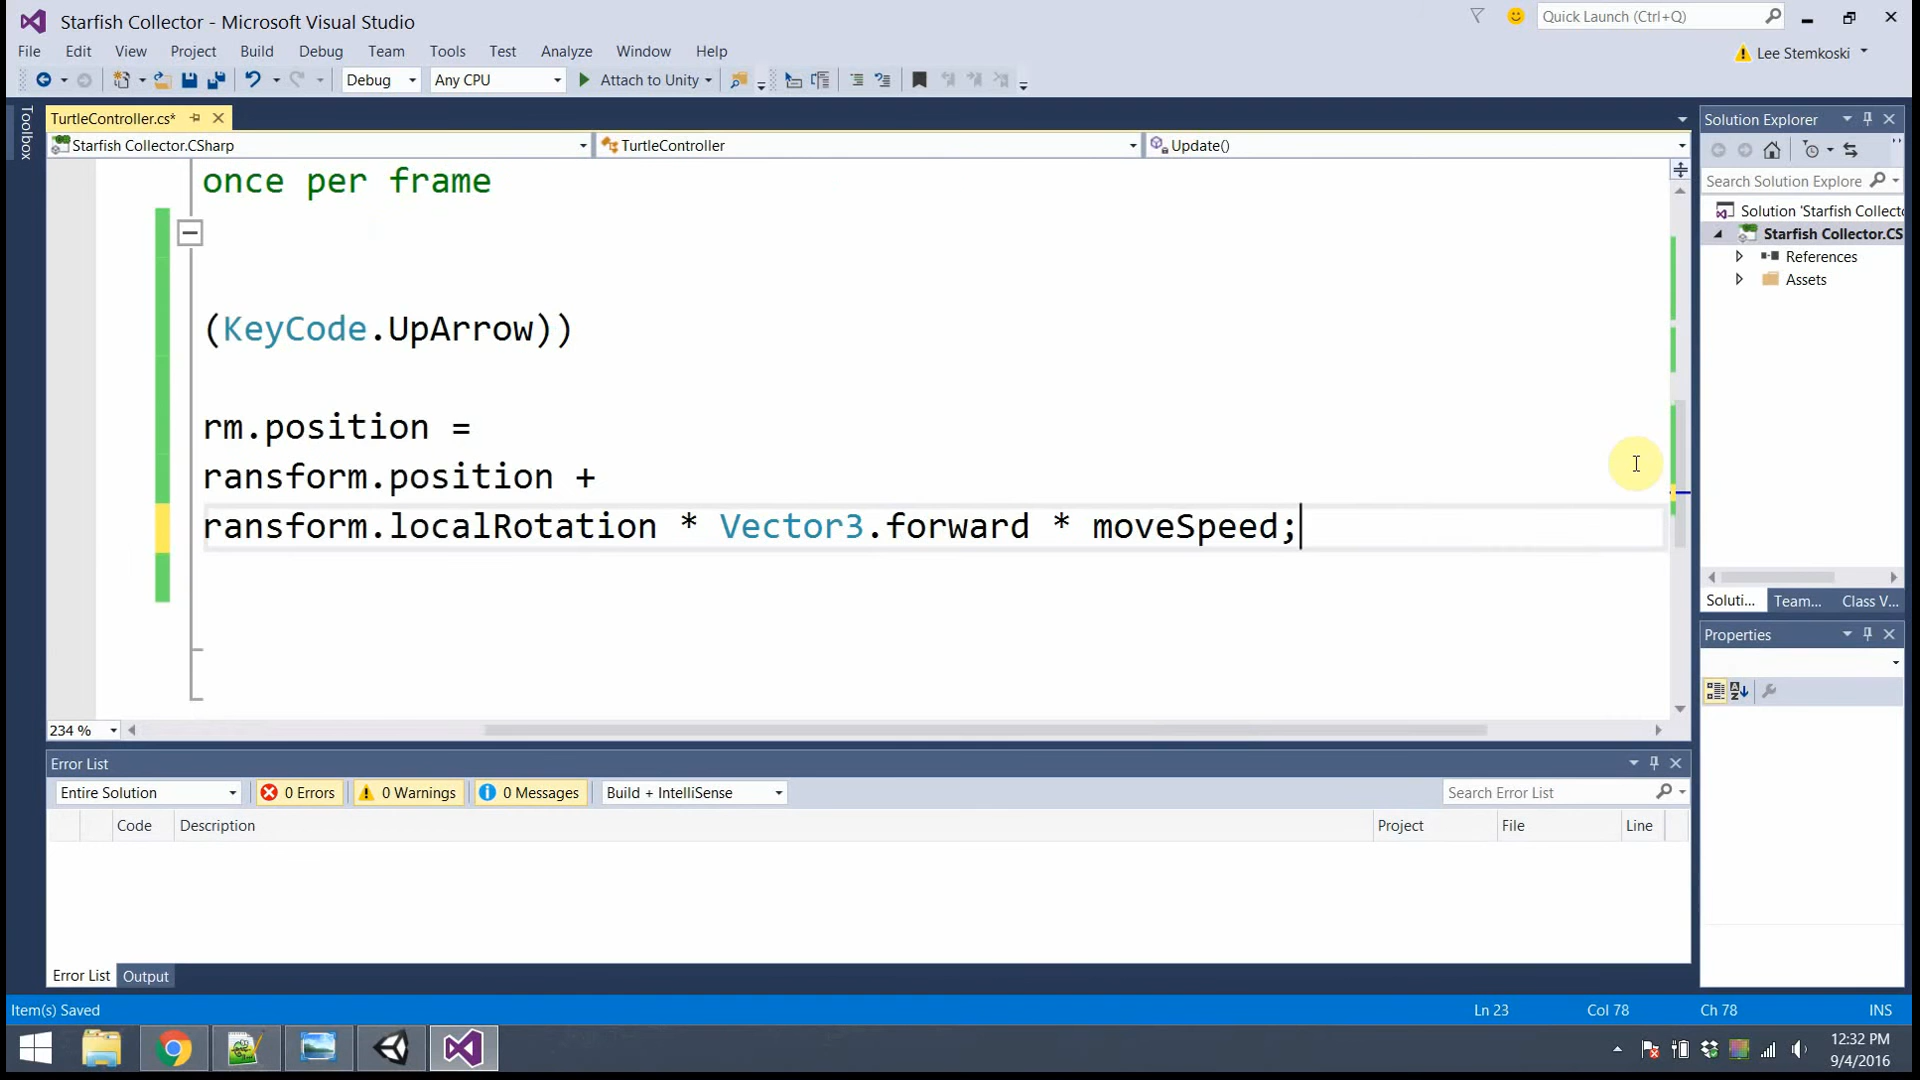 Starfish Collector - Microsoft Visual Studio
Quick Launch (Ctrl+Q)
File Edit View Project Build Debug Team Tools Test Analyze Window Help
Lee Stemkoski
Debug Any CPU Attach to Unity
Toolbox
TurtleController.cs*
Starfish Collector.CSharp TurtleController Update()
once per frame
(KeyCode.UpArrow))
rm.position =
ransform.position +
ransform.localRotation * Vector3.forward * moveSpeed;
234 %
Solution Explorer
Search Solution Explore
Solution 'Starfish Collecto
Starfish Collector.CS
References
Assets
Soluti... Team... Class V...
Properties
Error List
Entire Solution 0 Errors 0 Warnings 0 Messages Build + IntelliSense Search Error List
Code Description Project File Line
Error List Output
Item(s) Saved Ln 23 Col 78 Ch 78 INS
12:32 PM
9/4/2016